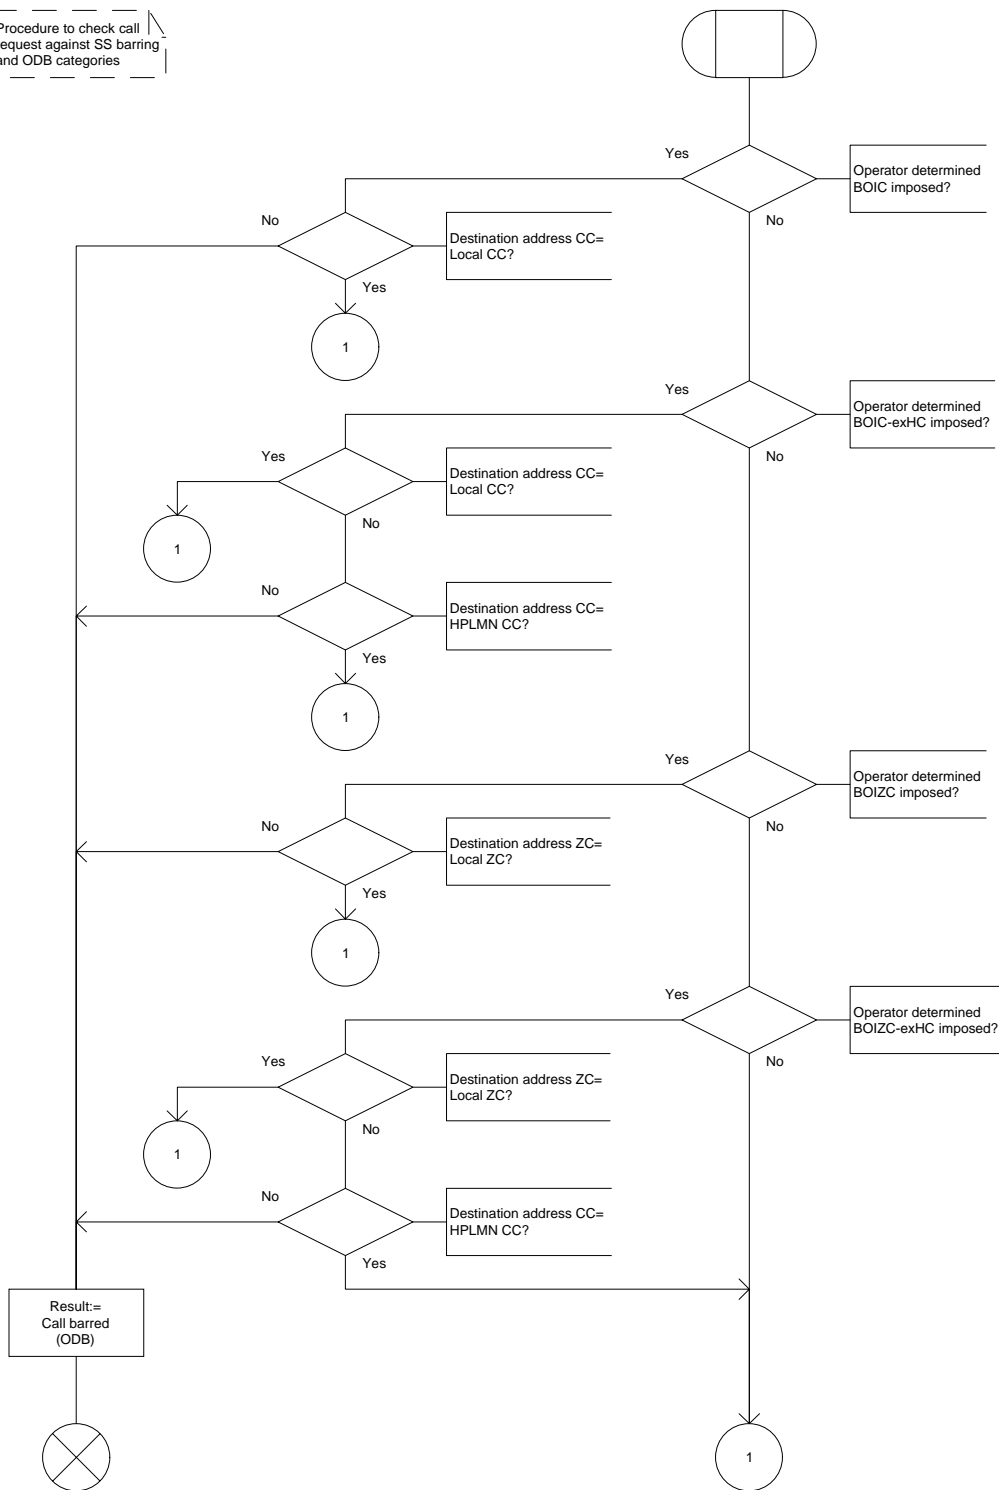 Procedure to check call
request against SS barring
and ODB categories
Yes
Operator determined
BOIC imposed?
No
No
Destination address CC=
Local CC?
Yes
1
Yes
Operator determined
BOIC-exHC imposed?
No
Yes
Destination address CC=
Local CC?
No
1
No
Destination address CC=
HPLMN CC?
Yes
1
Yes
Operator determined
BOIZC imposed?
No
No
Destination address ZC=
Local ZC?
Yes
1
Yes
Operator determined
BOIZC-exHC imposed?
No
Yes
Destination address ZC=
Local ZC?
No
1
No
Destination address CC=
HPLMN CC?
Yes
Result:=
Call barred
(ODB)
1